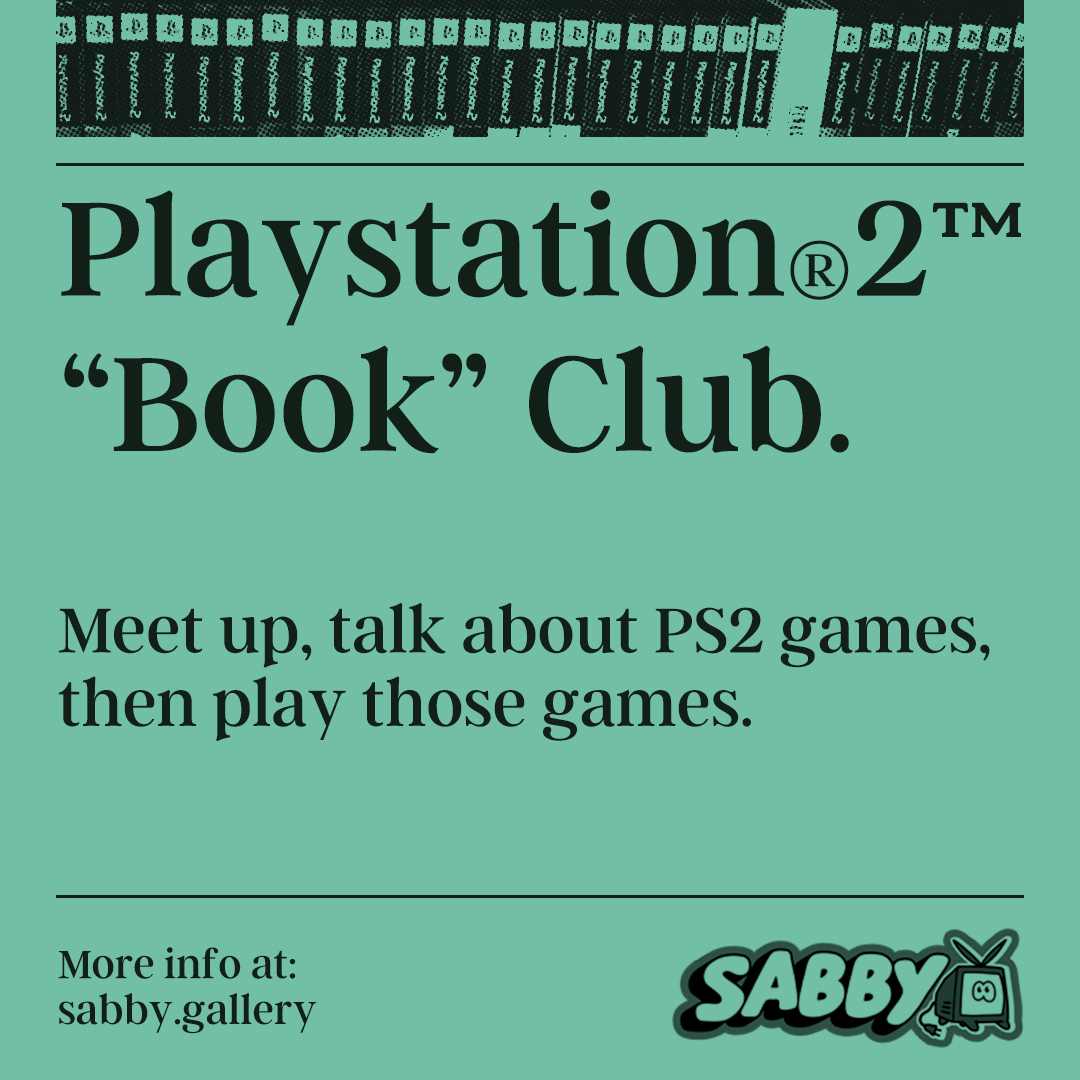 Playstation®2™
“Book” Club.
Meet up, talk about PS2 games,
then play those games.
More info at:
sabby.gallery
SABBY